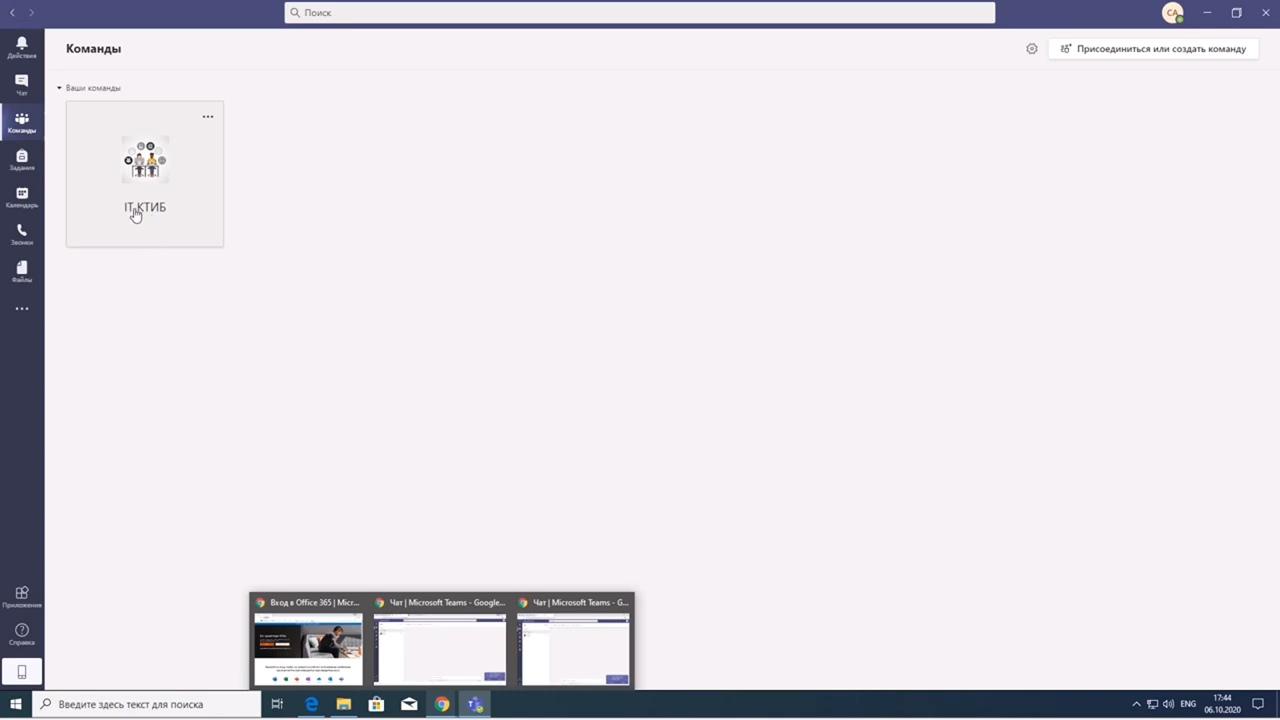 Поиск
СА
Действия
Чат
Команды
Задания
Календарь
Звонки
Файлы
Приложения
Справка
Команды
Присоединиться или создать команду
Ваши команды
IT КТИБ
Вход в Office 365 | Micr...
Чат | Microsoft Teams - Google...
Чат | Microsoft Teams - G...
Введите здесь текст для поиска
ENG
17:44
06.10.2020